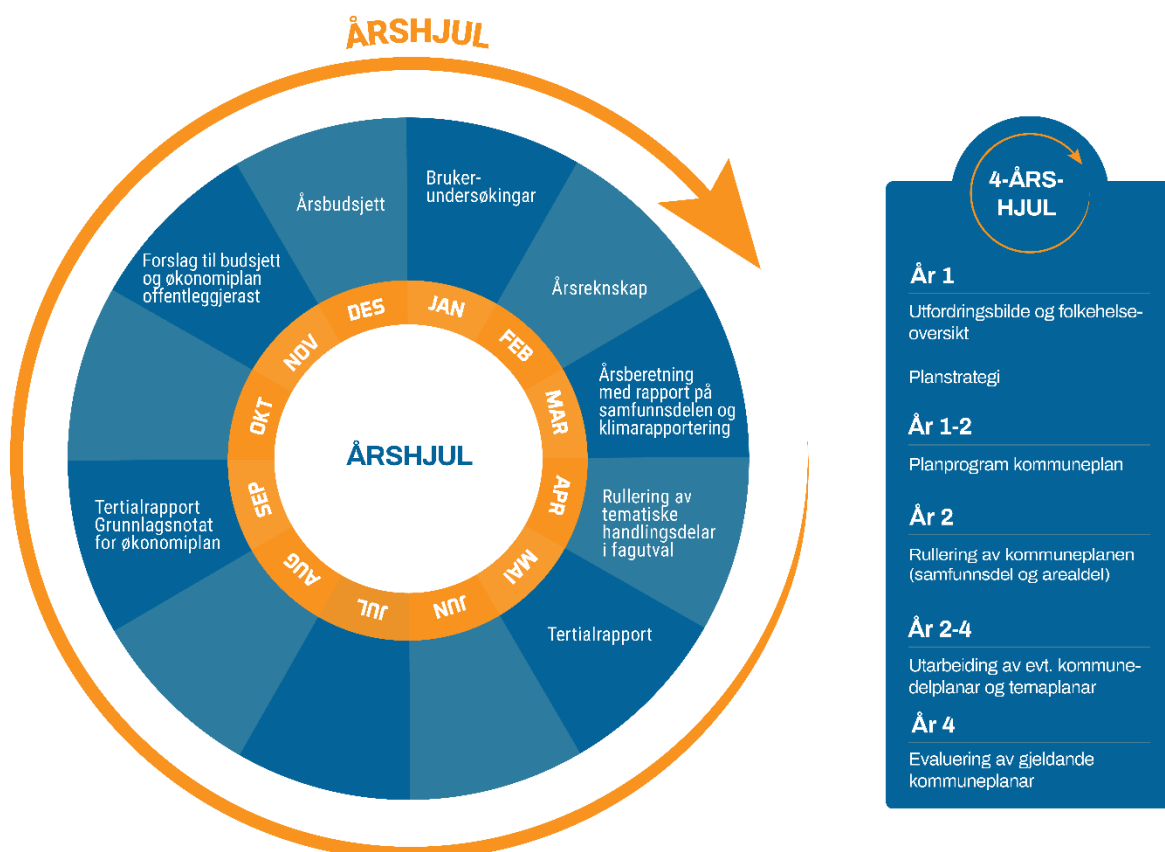 ÅRSHJUL
Bruker-
undersøkingar
Årsreknskap
Årsberetning
med rapport på
samfunnsdelen og
klimarapportering
Rullering av
tematiske
handlingsdelar
i fagutval
Tertialrapport
Tertialrapport
Grunnlagsnotat
for økonomiplan
Forslag til budsjett
og økonomiplan
offentleggjerast
Årsbudsjett
JAN
FEB
MAR
APR
MAI
JUN
JUL
AUG
SEP
OKT
NOV
DES
ÅRSHJUL
4-ÅRS-
HJUL
År 1
Utfordringsbilde og folkehelse-
oversikt
Planstrategi
År 1-2
Planprogram kommuneplan
År 2
Rullering av kommuneplanen
(samfunnsdel og arealdel)
År 2-4
Utarbeiding av evt. kommune-
delplanar og temaplanar
År 4
Evaluering av gjeldande
kommuneplanar